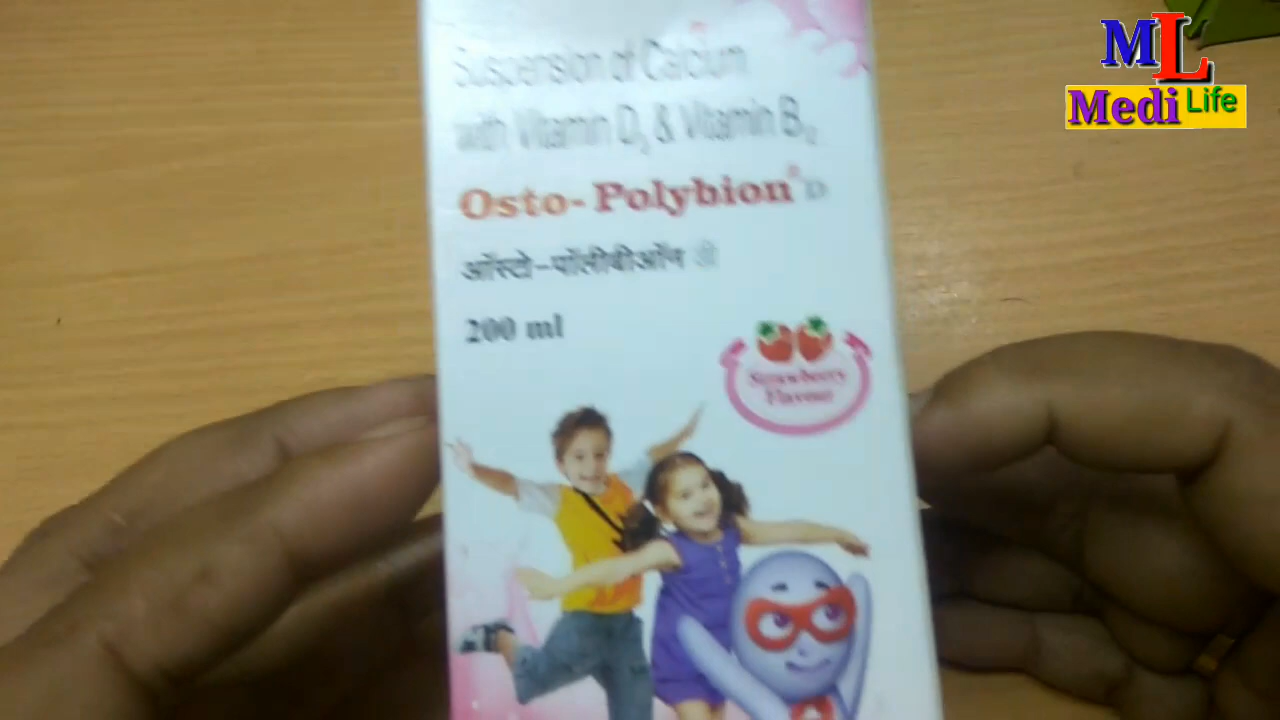 Suspension of Calcium
with Vitamin D3 & Vitamin B12
Osto-Polybion® D
ऑस्टो-पॉलीबीऑन डी
200 ml
Strawberry
Flavour
ML
Medi Life